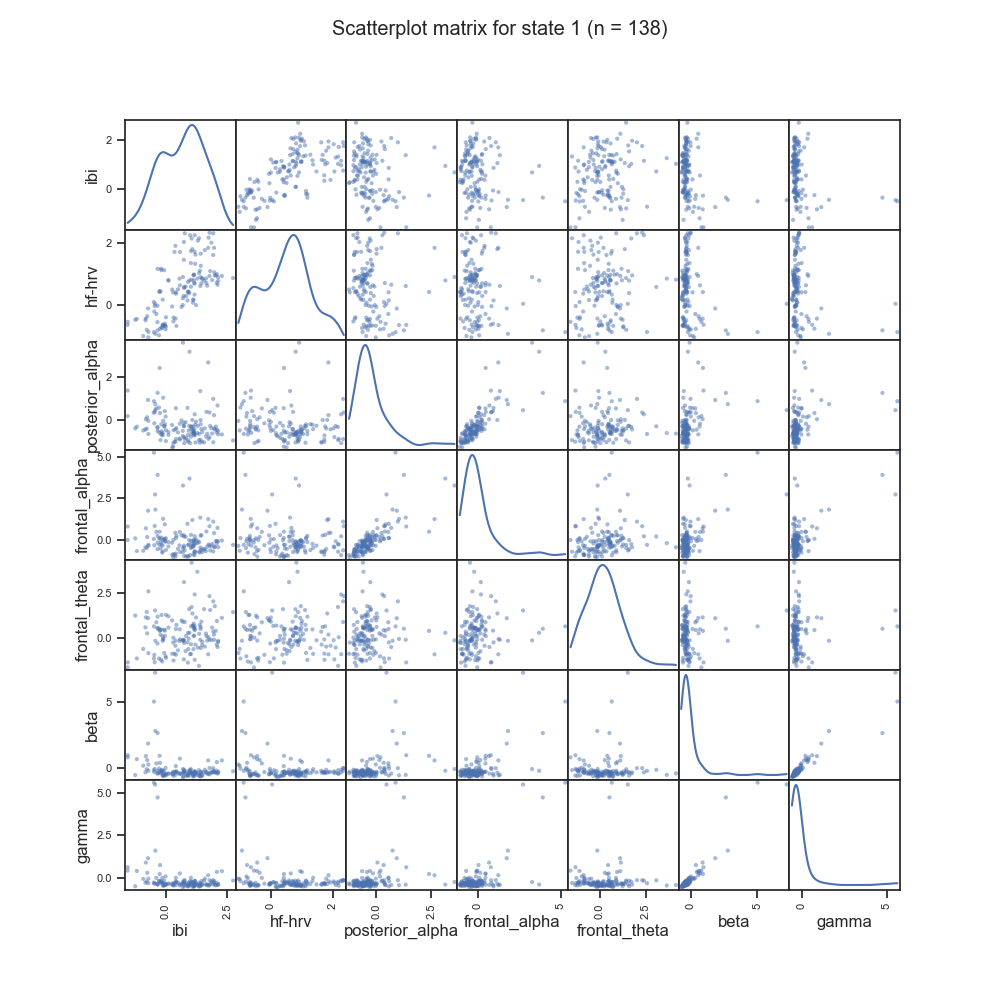 Scatterplot matrix for state 1 (n = 138)
ibi
2
0
hf-hrv
2
0
posterior_alpha
2
0
frontal_alpha
5.0
2.5
0.0
frontal_theta
2.5
0.0
beta
5
0
gamma
5.0
2.5
0.0
0.0 2.5 0 2 0.0 2.5 0 5 0.0 2.5 0 5 0 5
ibi hf-hrv posterior_alpha frontal_alpha frontal_theta beta gamma